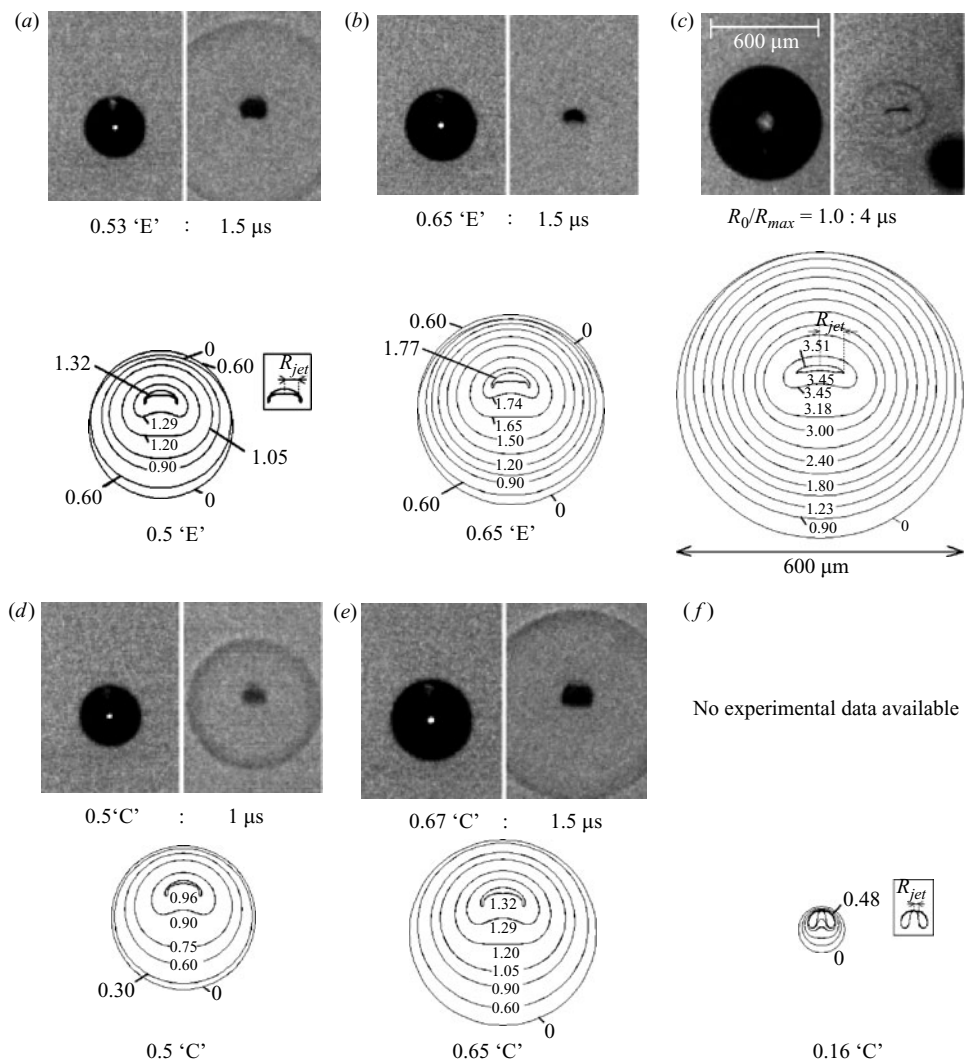 (a)
(b)
(c)
600 µm
0.53 ‘E’ : 1.5 µs
0.65 ‘E’ : 1.5 µs
R0/Rmax = 1.0 : 4 µs
0
0.60
1.32
Rjet
1.29
1.20
0.90
1.05
0.60
0
0.5 ‘E’
0.60
0
1.77
1.74
1.65
1.50
1.20
0.90
0.60
0
0.65 ‘E’
Rjet
3.51
3.45
3.45
3.18
3.00
2.40
1.80
1.23
0.90
0
600 µm
(d)
(e)
(f)
No experimental data available
0.5‘C’ : 1 µs
0.67 ‘C’ : 1.5 µs
0.96
0.90
0.75
0.60
0.30
0
0.5 ‘C’
1.32
1.29
1.20
1.05
0.90
0.60
0
0.65 ‘C’
0.48
Rjet
0
0.16 ‘C’